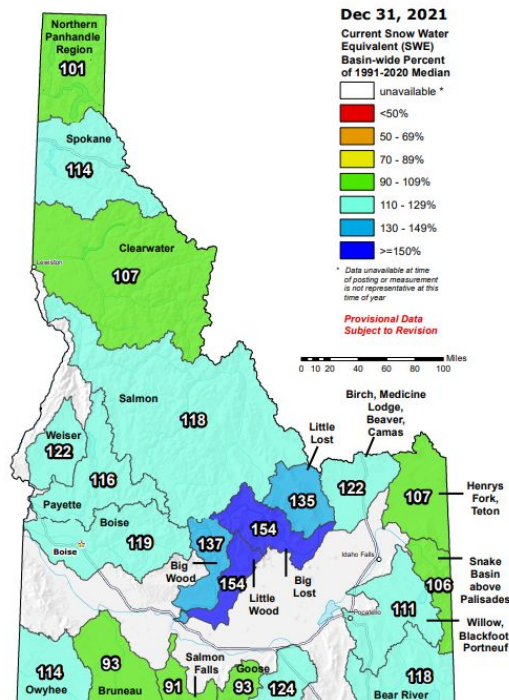 Dec 31, 2021
Current Snow Water
Equivalent (SWE)
Basin-wide Percent
of 1991-2020 Median
unavailable *
<50%
50 - 69%
70 - 89%
90 - 109%
110 - 129%
130 - 149%
>=150%
* Data unavailable at time
of posting or measurement
is not representative at this
time of year
Provisional Data
Subject to Revision
0 10 20 40 60 80 100 Miles
Northern
Panhandle
Region
101
Spokane
114
Clearwater
107
Lewiston
Salmon
118
Weiser
122
116
Payette
Boise
119
Boise
Little
Lost
135
Birch, Medicine
Lodge,
Beaver,
Camas
122
107
Henrys
Fork,
Teton
154
137
Big
Wood
154
Little
Wood
Big
Lost
Idaho Falls
106
Snake
Basin
above
Palisades
Pocatello
111
Willow,
Blackfoot
Portneuf
114
Owyhee
93
Bruneau
Salmon
Falls
91
Goose
93
124
118
Bear River